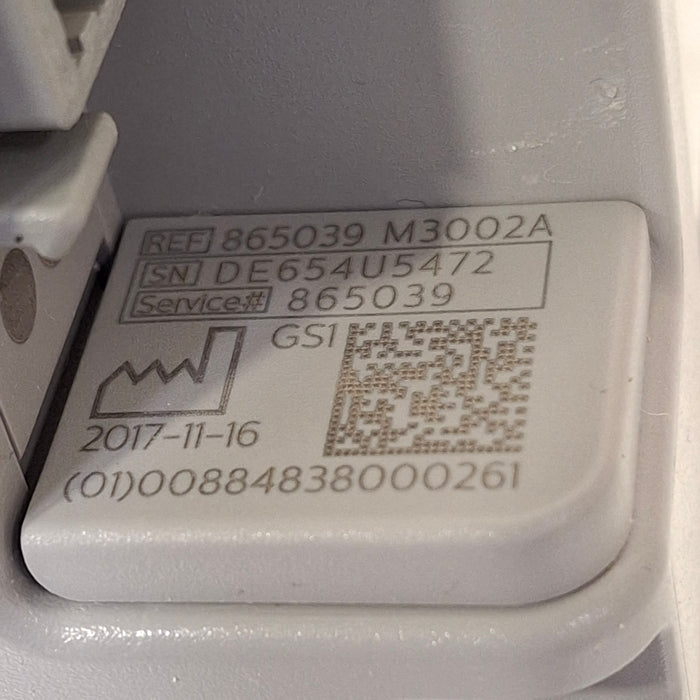 REF 865039 M3002A
SN DE654U5472
Service# 865039
GS1
2017-11-16
(01)00884838000261